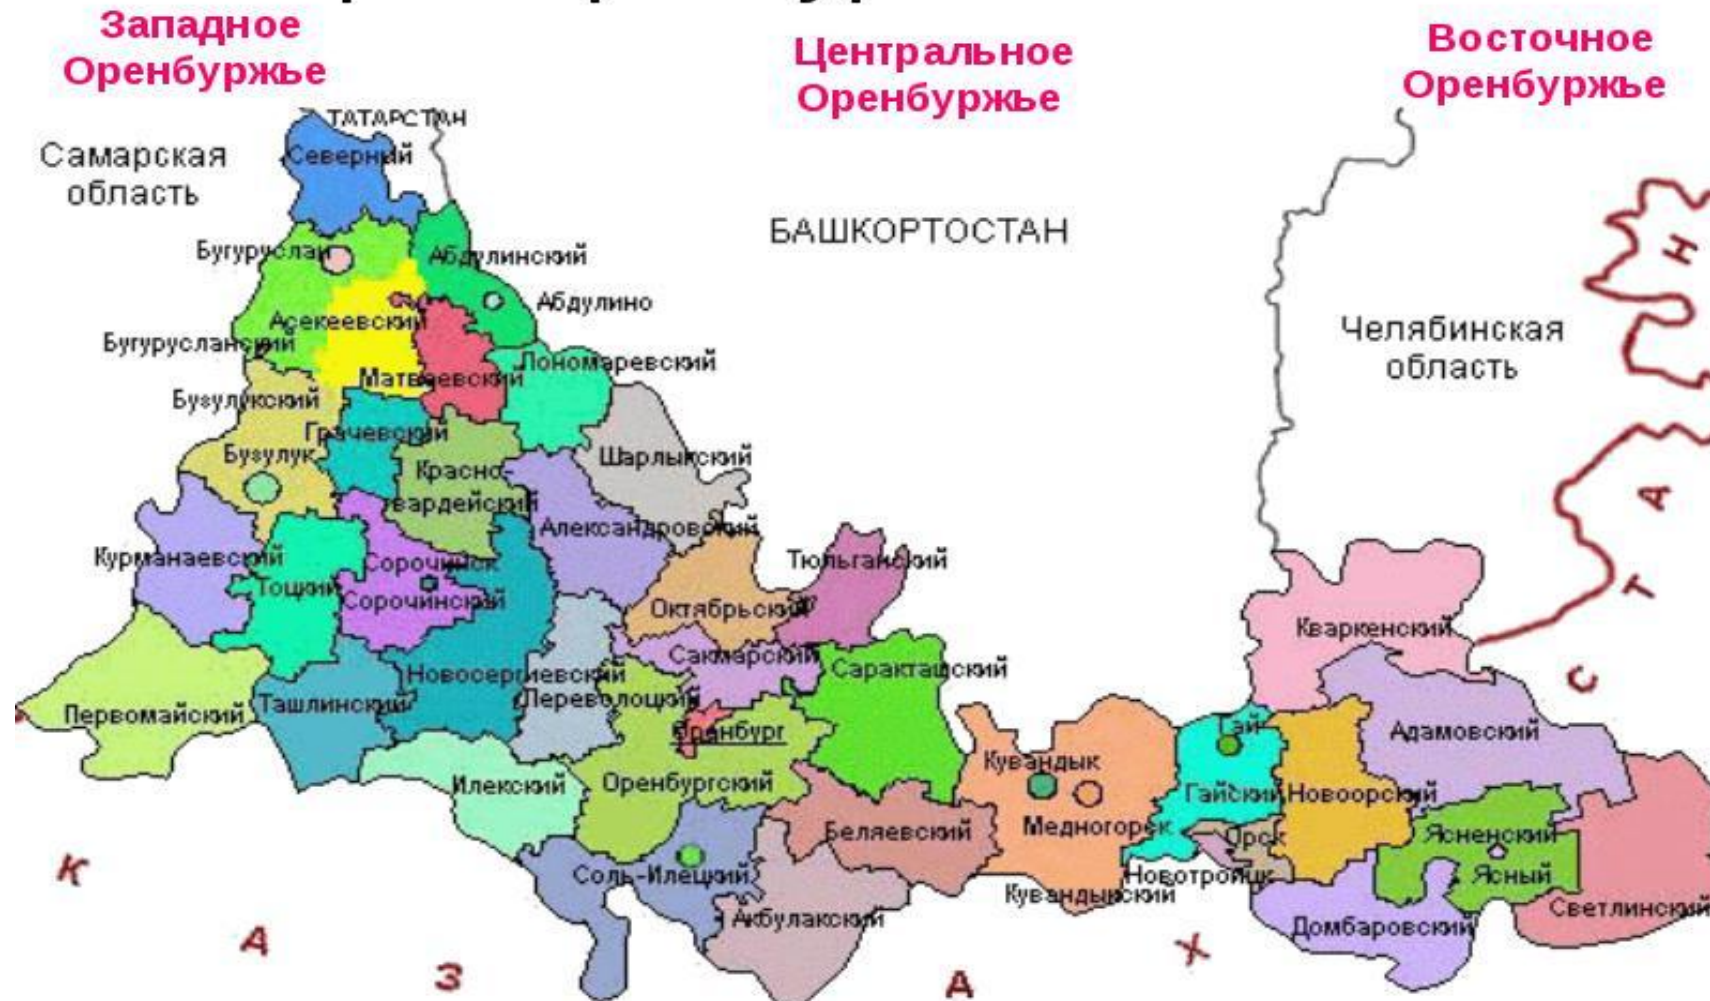 Западное
Оренбуржье
Центральное
Оренбуржье
Восточное
Оренбуржье
ТАТАРСТАН
Самарская
область
Северный
БАШКОРТОСТАН
Челябинская
область
Бугуруслан
Абдулинский
Абдулино
Асекеевский
Бугурусланский
Пономаревский
Матвеевский
Бузулукский
Грачевский
Бузулук
Красно-
гвардейский
Шарлыкский
Александровский
Курманаевский
Тоцкий
Сорочинск
Сорочинский
Тюльганский
Октябрьский
Кваркенский
Сакмарский
Саракташский
Новосергиевский
Переволоцкий
Первомайский
Ташлинский
Оренбург
Гай
Адамовский
Кувандык
Илекский
Оренбургский
Гайский
Новоорский
Медногорск
Беляевский
Орск
Ясненский
Соль-Илецкий
Новотроицк
Ясный
Кувандыкский
Акбулакский
Домбаровский
Светлинский
К А З А Х С Т А Н